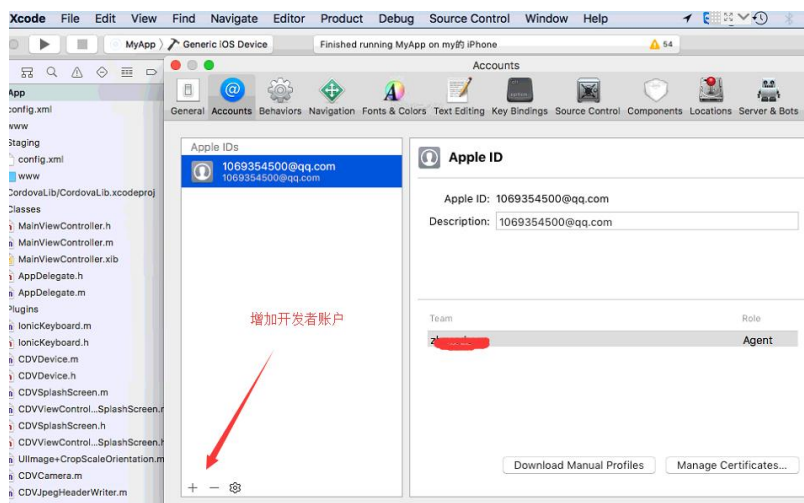 Xcode File Edit View Find Navigate Editor Product Debug Source Control Window Help
MyApp Generic iOS Device Finished running MyApp on my的 iPhone 54
Accounts
General Accounts Behaviors Navigation Fonts & Colors Text Editing Key Bindings Source Control Components Locations Server & Bots
App
config.xml
www
Staging
config.xml
www
CordovaLib/CordovaLib.xcodeproj
Classes
MainViewController.h
MainViewController.m
MainViewController.xib
AppDelegate.h
AppDelegate.m
Plugins
IonicKeyboard.m
IonicKeyboard.h
CDVDevice.m
CDVDevice.h
CDVSplashScreen.m
CDVViewControl...SplashScreen.
CDVSplashScreen.h
CDVViewControl...SplashScreen.
UIImage+CropScaleOrientation.m
CDVCamera.m
CDVJpegHeaderWriter.m
Apple IDs
1069354500@qq.com
1069354500@qq.com
增加开发者账户
Apple ID
Apple ID: 1069354500@qq.com
Description: 1069354500@qq.com
Team Role
Agent
Download Manual Profiles Manage Certificates...